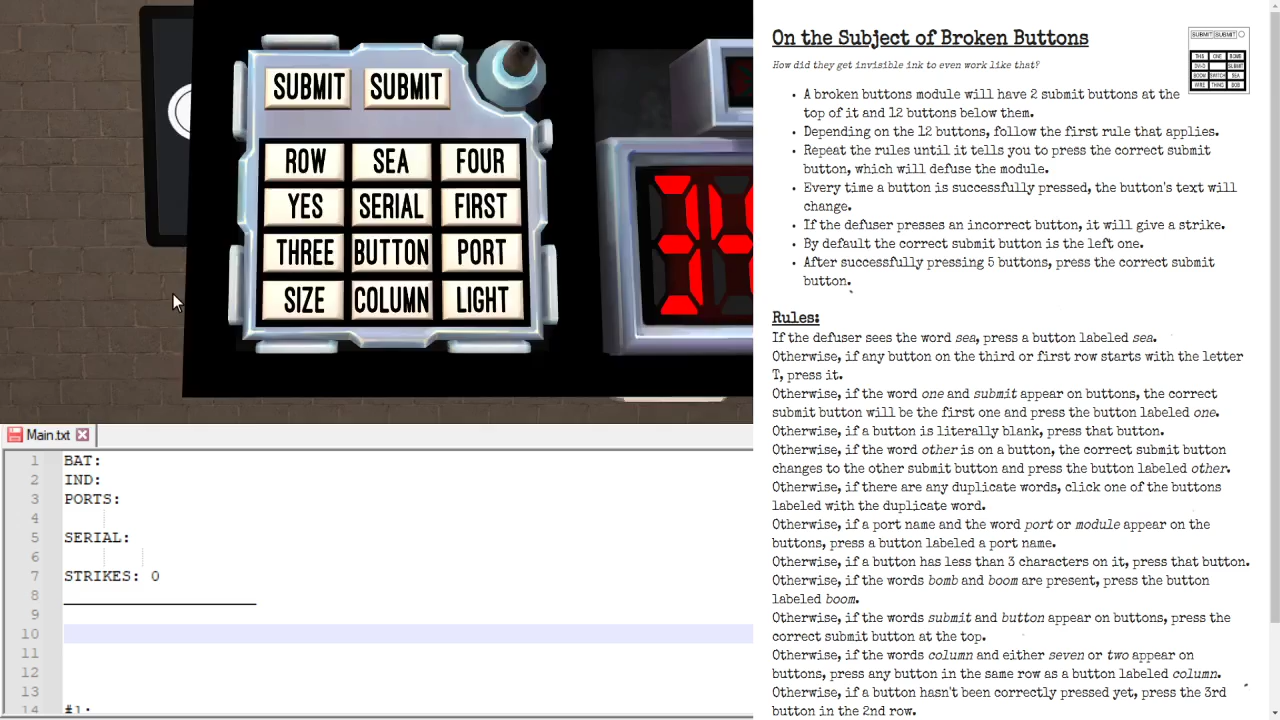 SUBMIT SUBMIT
ROW SEA FOUR
YES SERIAL FIRST
THREE BUTTON PORT
SIZE COLUMN LIGHT
Main.txt
1 BAT:
2 IND:
3 PORTS:
4
5 SERIAL:
6
7 STRIKES: 0
8
9
10
11
12
13
14 #1:
On the Subject of Broken Buttons
How did they get invisible ink to even work like that?
• A broken buttons module will have 2 submit buttons at the
top of it and 12 buttons below them.
• Depending on the 12 buttons, follow the first rule that applies.
• Repeat the rules until it tells you to press the correct submit
button, which will defuse the module.
• Every time a button is successfully pressed, the button's text will
change.
• If the defuser presses an incorrect button, it will give a strike.
• By default the correct submit button is the left one.
• After successfully pressing 5 buttons, press the correct submit
button.
Rules:
If the defuser sees the word sea, press a button labeled sea.
Otherwise, if any button on the third or first row starts with the letter
T, press it.
Otherwise, if the word one and submit appear on buttons, the correct
submit button will be the first one and press the button labeled one.
Otherwise, if a button is literally blank, press that button.
Otherwise, if the word other is on a button, the correct submit button
changes to the other submit button and press the button labeled other.
Otherwise, if there are any duplicate words, click one of the buttons
labeled with the duplicate word.
Otherwise, if a port name and the word port or module appear on the
buttons, press a button labeled a port name.
Otherwise, if a button has less than 3 characters on it, press that button.
Otherwise, if the words bomb and boom are present, press the button
labeled boom.
Otherwise, if the words submit and button appear on buttons, press the
correct submit button at the top.
Otherwise, if the words column and either seven or two appear on
buttons, press any button in the same row as a button labeled column.
Otherwise, if a button hasn't been correctly pressed yet, press the 3rd
button in the 2nd row.